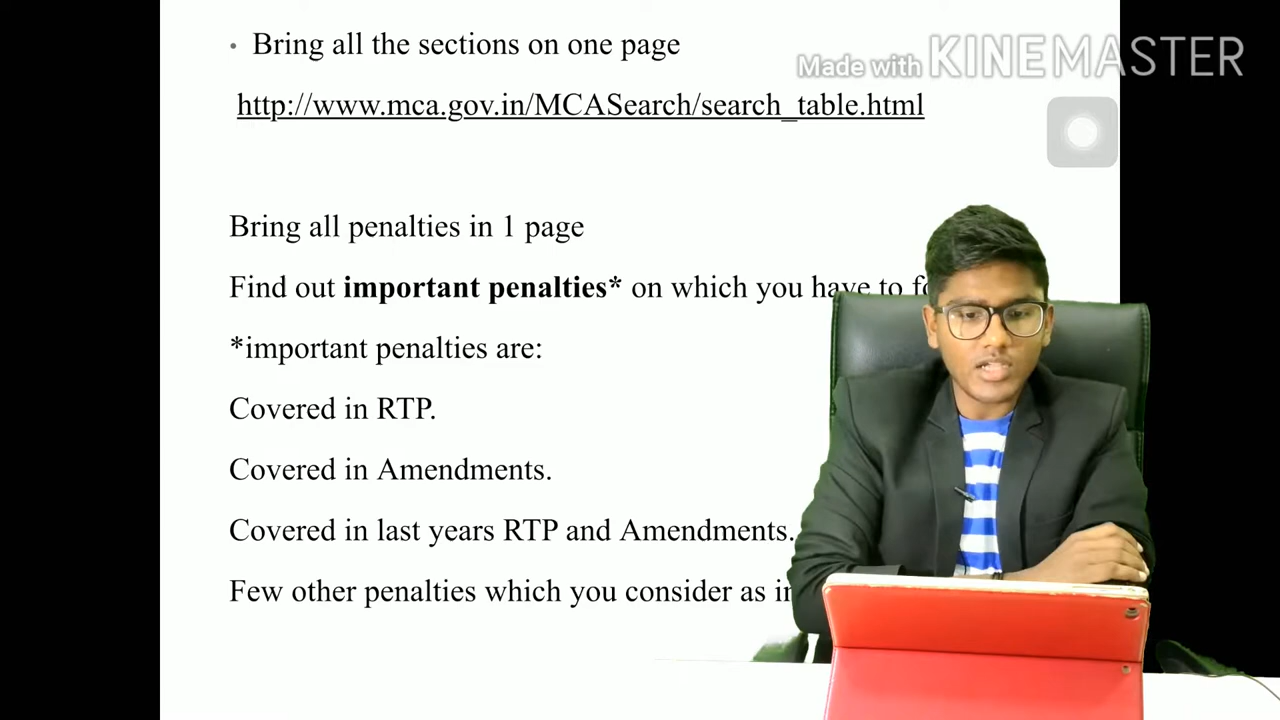 • Bring all the sections on one page
Made with KINEMASTER
http://www.mca.gov.in/MCASearch/search_table.html
Bring all penalties in 1 page
Find out important penalties* on which you have to
*important penalties are:
Covered in RTP.
Covered in Amendments.
Covered in last years RTP and Amendments.
Few other penalties which you consider as